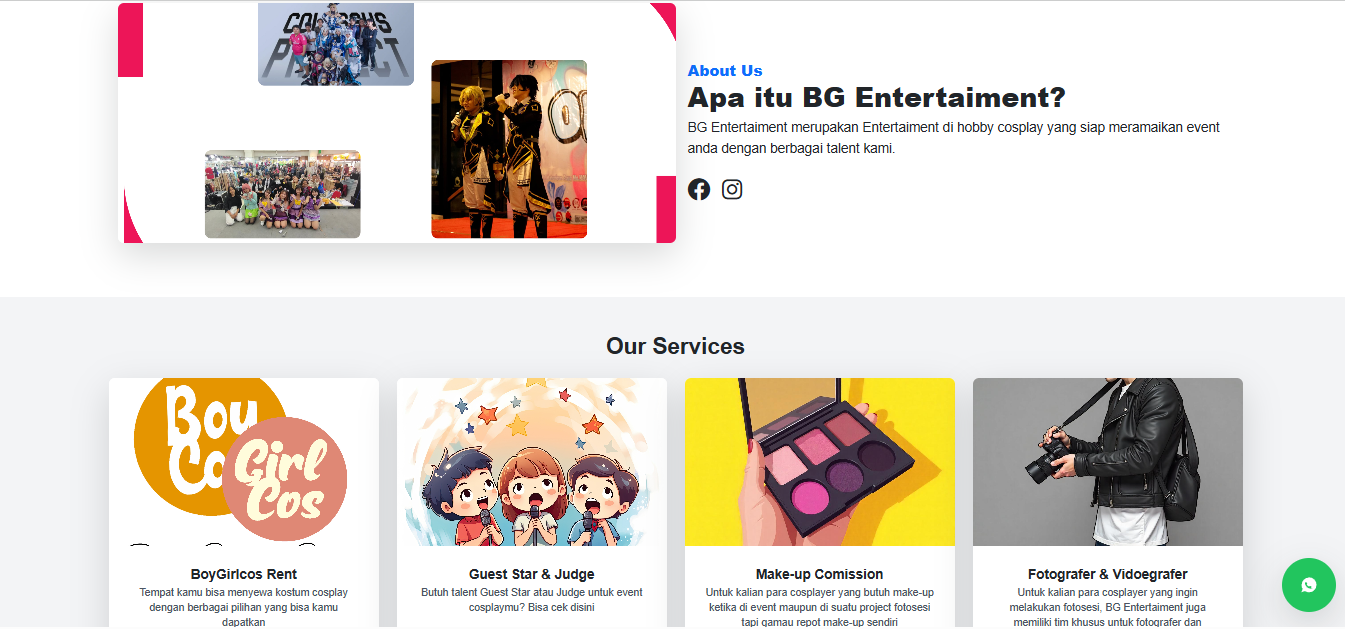 COLOSSUS
PROJECT
About Us
Apa itu BG Entertaiment?
BG Entertaiment merupakan Entertaiment di hobby cosplay yang siap meramaikan event
anda dengan berbagai talent kami.
Our Services
Boy
Co
Girl
Cos
BoyGirlcos Rent
Tempat kamu bisa menyewa kostum cosplay
dengan berbagai pilihan yang bisa kamu
dapatkan
Guest Star & Judge
Butuh talent Guest Star atau Judge untuk event
cosplaymu? Bisa cek disini
Make-up Comission
Untuk kalian para cosplayer yang butuh make-up
ketika di event maupun di suatu project fotosesi
tapi gamau repot make-up sendiri
Fotografer & Vidoegrafer
Untuk kalian para cosplayer yang ingin
melakukan fotosesi, BG Entertaiment juga
memiliki tim khusus untuk fotografer dan